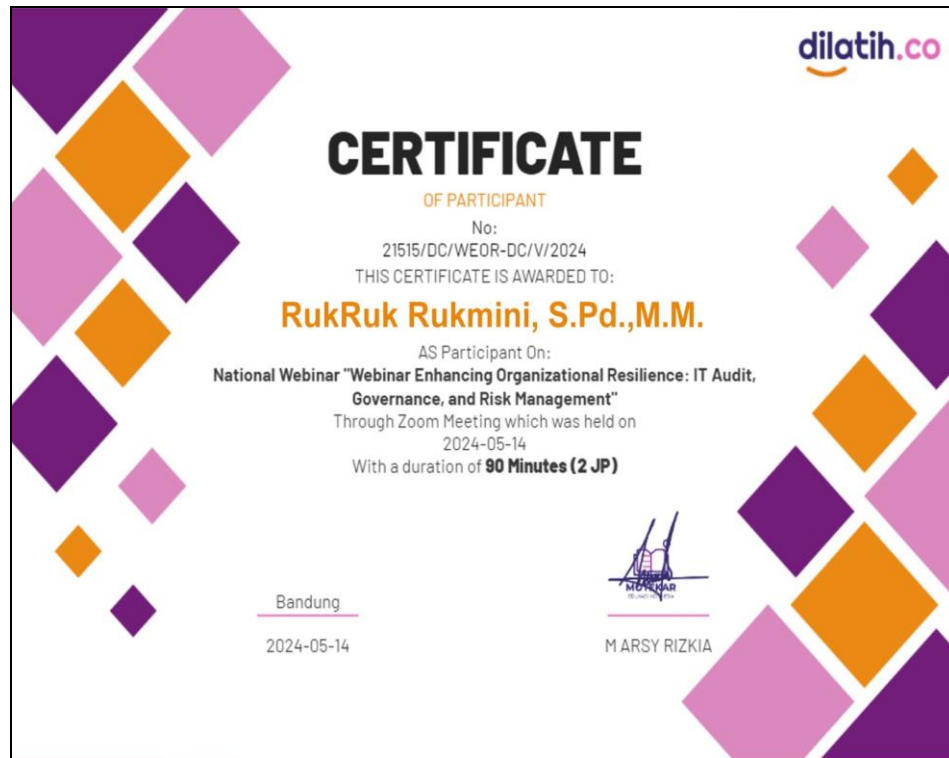 dilatih.co
CERTIFICATE
OF PARTICIPANT
No:
21515/DC/WEOR-DC/V/2024
THIS CERTIFICATE IS AWARDED TO:
RukRuk Rukmini, S.Pd.,M.M.
AS Participant On:
National Webinar "Webinar Enhancing Organizational Resilience: IT Audit,
Governance, and Risk Management"
Through Zoom Meeting which was held on
2024-05-14
With a duration of 90 Minutes (2 JP)
MUTEKAR
Bandung
2024-05-14
M ARSY RIZKIA